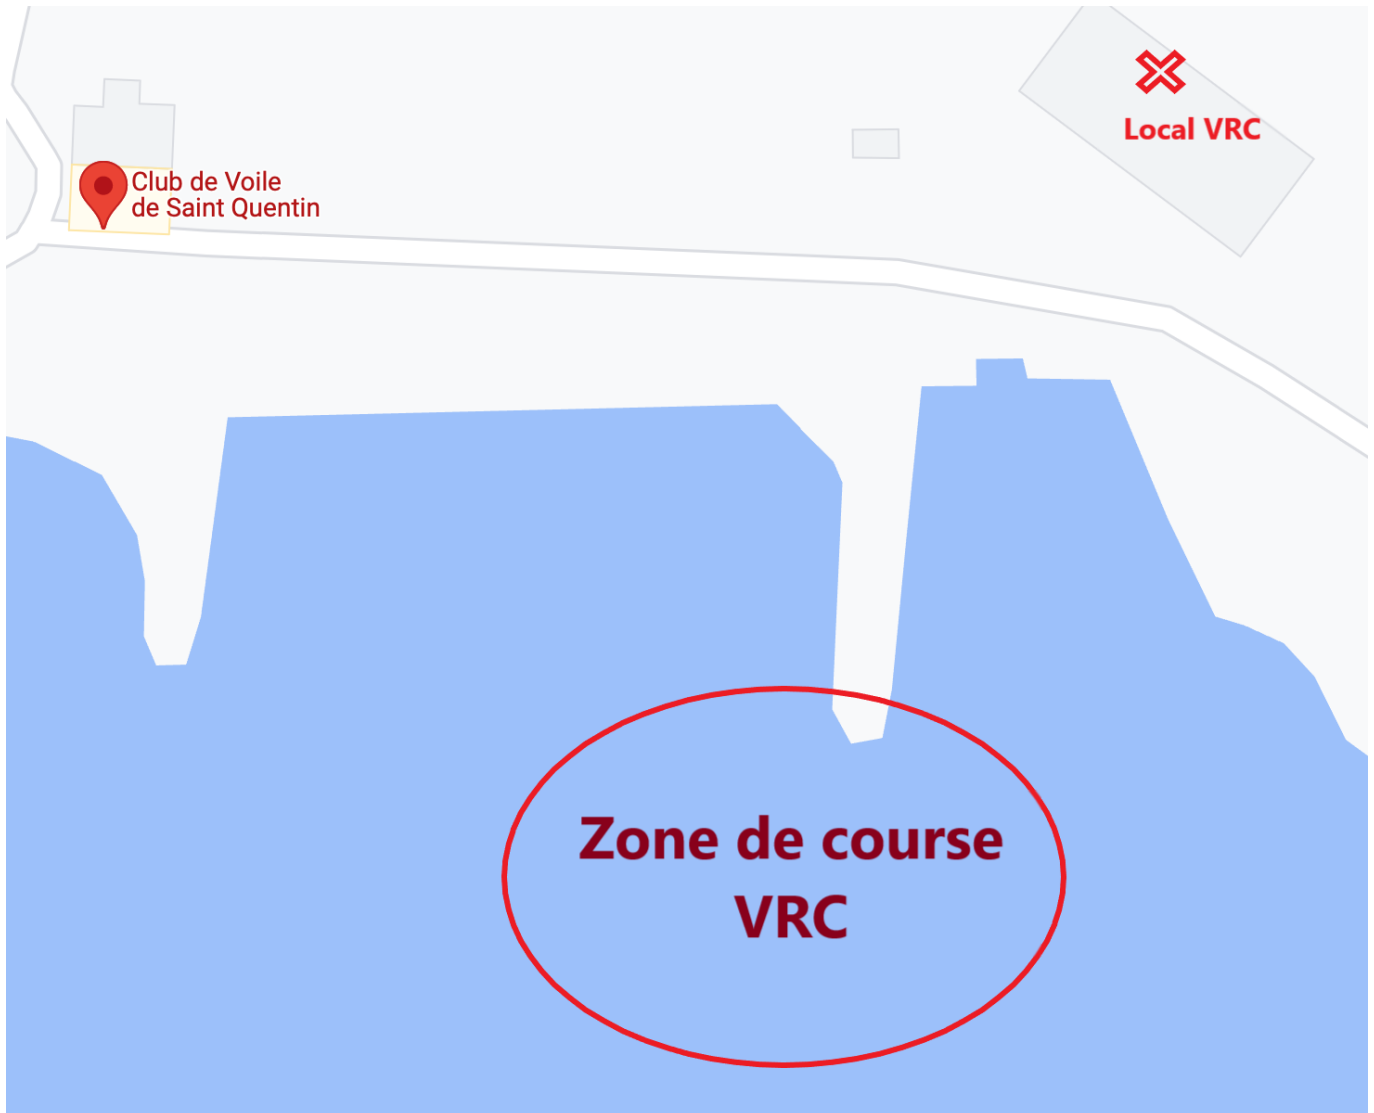 Local VRC
Club de Voile
de Saint Quentin
Zone de course
VRC